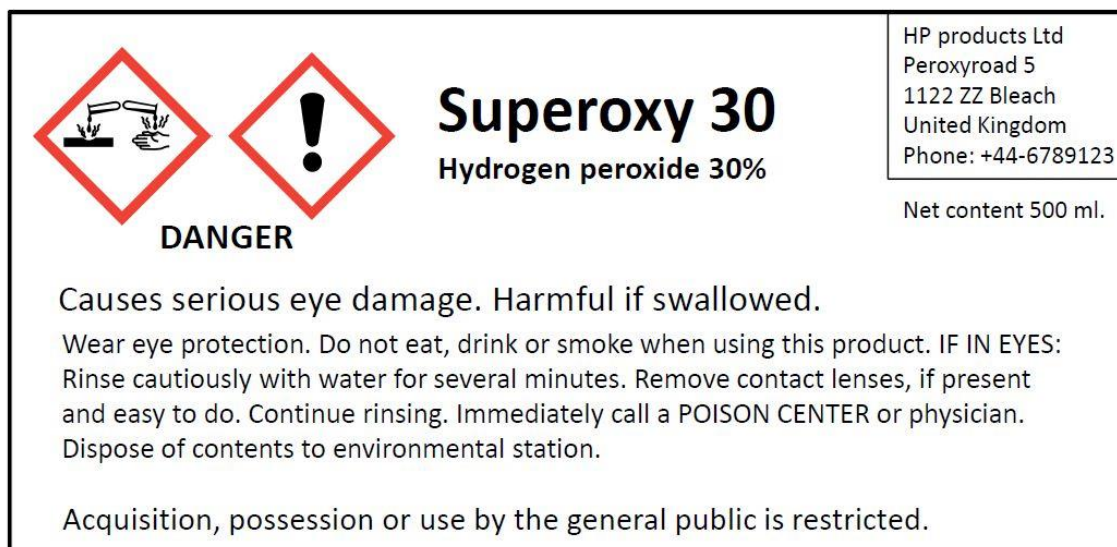 Superoxy 30
Hydrogen peroxide 30%
DANGER
HP products Ltd
Peroxyroad 5
1122 ZZ Bleach
United Kingdom
Phone: +44-6789123
Net content 500 ml.
Causes serious eye damage. Harmful if swallowed.
Wear eye protection. Do not eat, drink or smoke when using this product. IF IN EYES:
Rinse cautiously with water for several minutes. Remove contact lenses, if present
and easy to do. Continue rinsing. Immediately call a POISON CENTER or physician.
Dispose of contents to environmental station.
Acquisition, possession or use by the general public is restricted.